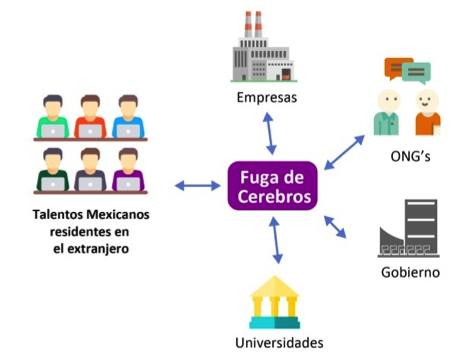 Empresas
ONG's
Fuga de
Cerebros
Talentos Mexicanos
residentes en
el extranjero
Gobierno
Universidades